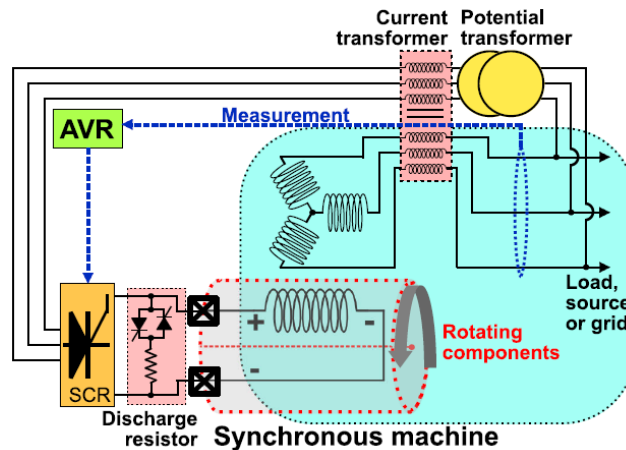 Current
transformer
Potential
transformer
AVR
Measurement
Load,
source
or grid
+
-
-
Rotating
components
SCR
Discharge
resistor
Synchronous machine